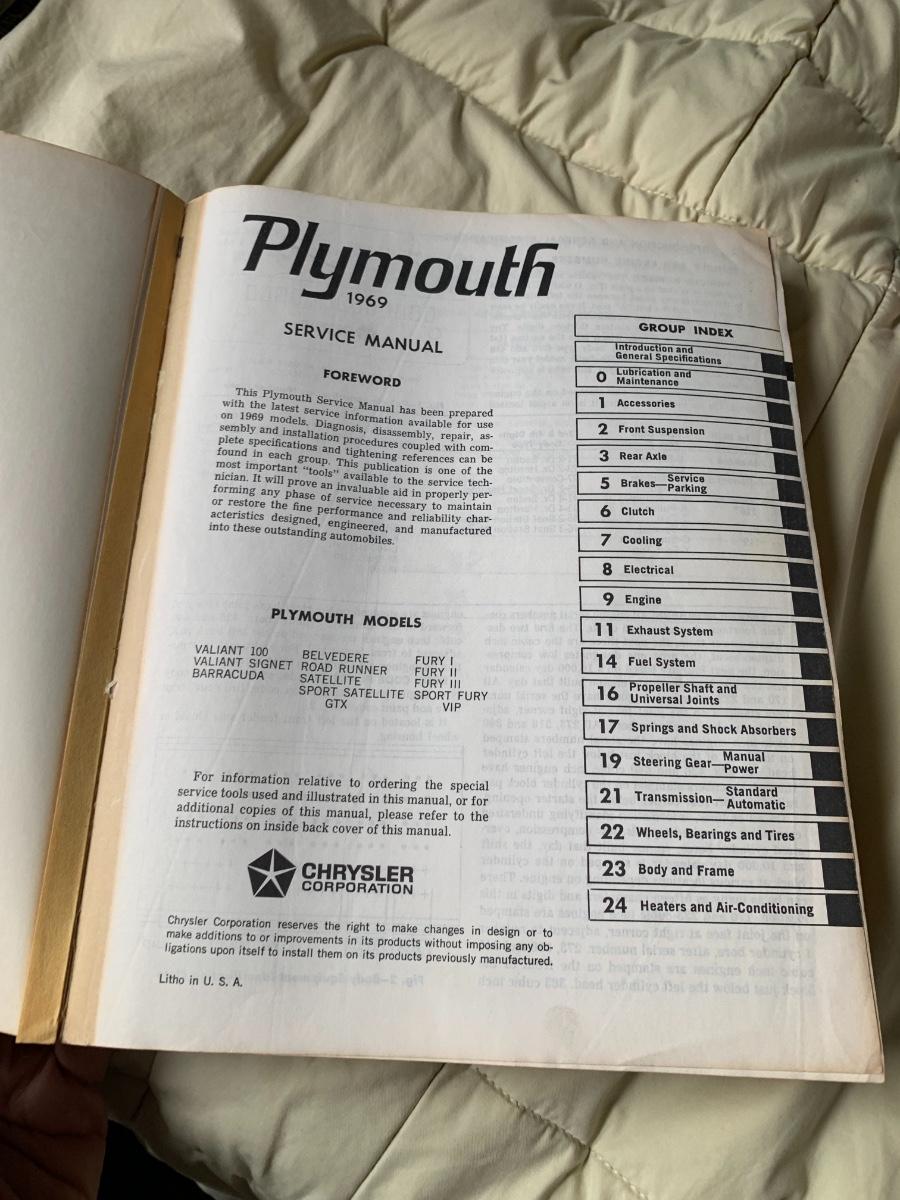 Plymouth
1969
SERVICE MANUAL
FOREWORD
This Plymouth Service Manual has been prepared
with the latest service information available for use
on 1969 models. Diagnosis, disassembly, repair, as-
sembly and installation procedures coupled with com-
plete specifications and tightening references can be
found in each group. This publication is one of the
most important "tools" available to the service tech-
nician. It will prove an invaluable aid in properly per-
forming any phase of service necessary to maintain
or restore the fine performance and reliability char-
acteristics designed, engineered, and manufactured
into these outstanding automobiles.
PLYMOUTH MODELS
VALIANT 100
VALIANT SIGNET
BARRACUDA
BELVEDERE
ROAD RUNNER
SATELLITE
SPORT SATELLITE
GTX
FURY I
FURY II
FURY III
SPORT FURY
VIP
For information relative to ordering the special
service tools used and illustrated in this manual, or for
additional copies of this manual, please refer to the
instructions on inside back cover of this manual.
CHRYSLER
CORPORATION
Chrysler Corporation reserves the right to make changes in design or to
make additions to or improvements in its products without imposing any ob-
ligations upon itself to install them on its products previously manufactured.
Litho in U. S. A.
GROUP INDEX
Introduction and
General Specifications
0 Lubrication and
Maintenance
1 Accessories
2 Front Suspension
3 Rear Axle
5 Brakes—Service
Parking
6 Clutch
7 Cooling
8 Electrical
9 Engine
11 Exhaust System
14 Fuel System
16 Propeller Shaft and
Universal Joints
17 Springs and Shock Absorbers
19 Steering Gear—Manual
Power
21 Transmission—Standard
Automatic
22 Wheels, Bearings and Tires
23 Body and Frame
24 Heaters and Air-Conditioning